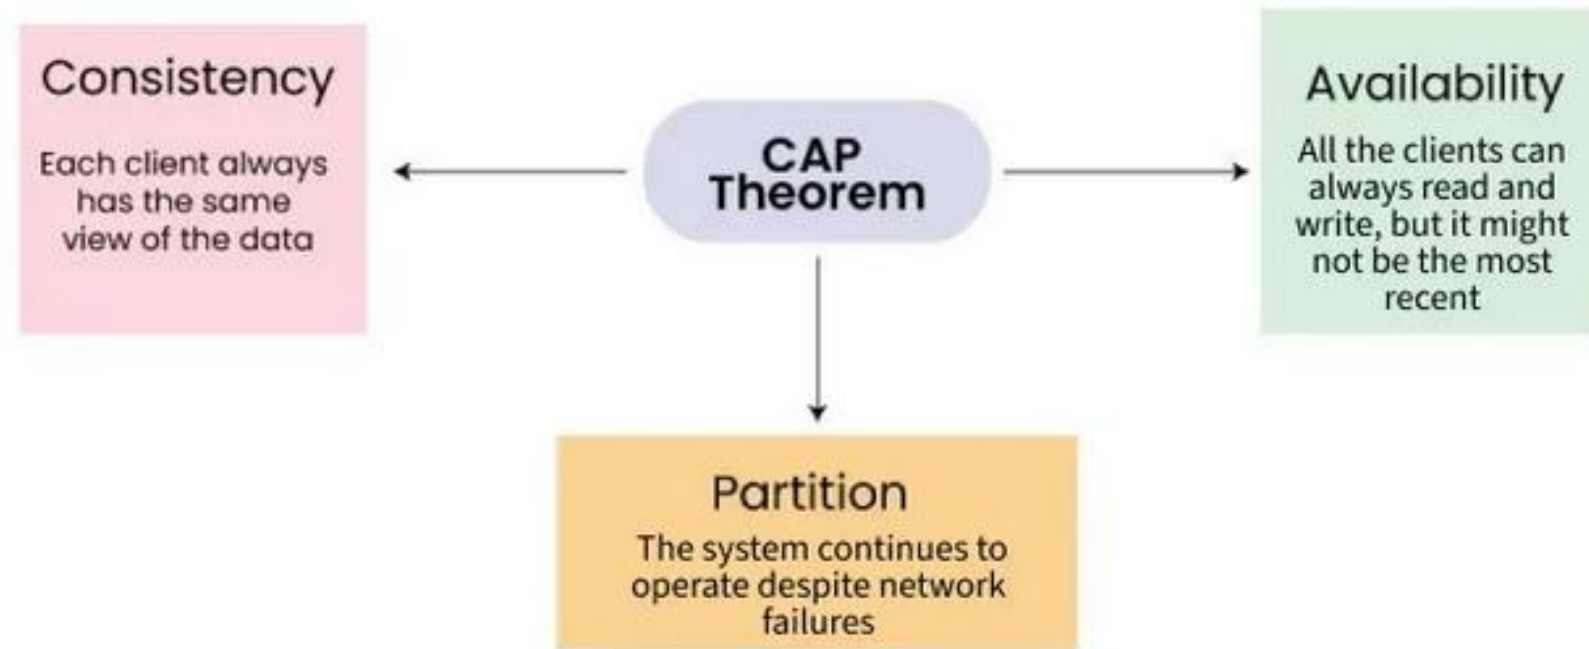 Consistency
Each client always
has the same
view of the data
CAP
Theorem
Availability
All the clients can
always read and
write, but it might
not be the most
recent
Partition
The system continues to
operate despite network
failures